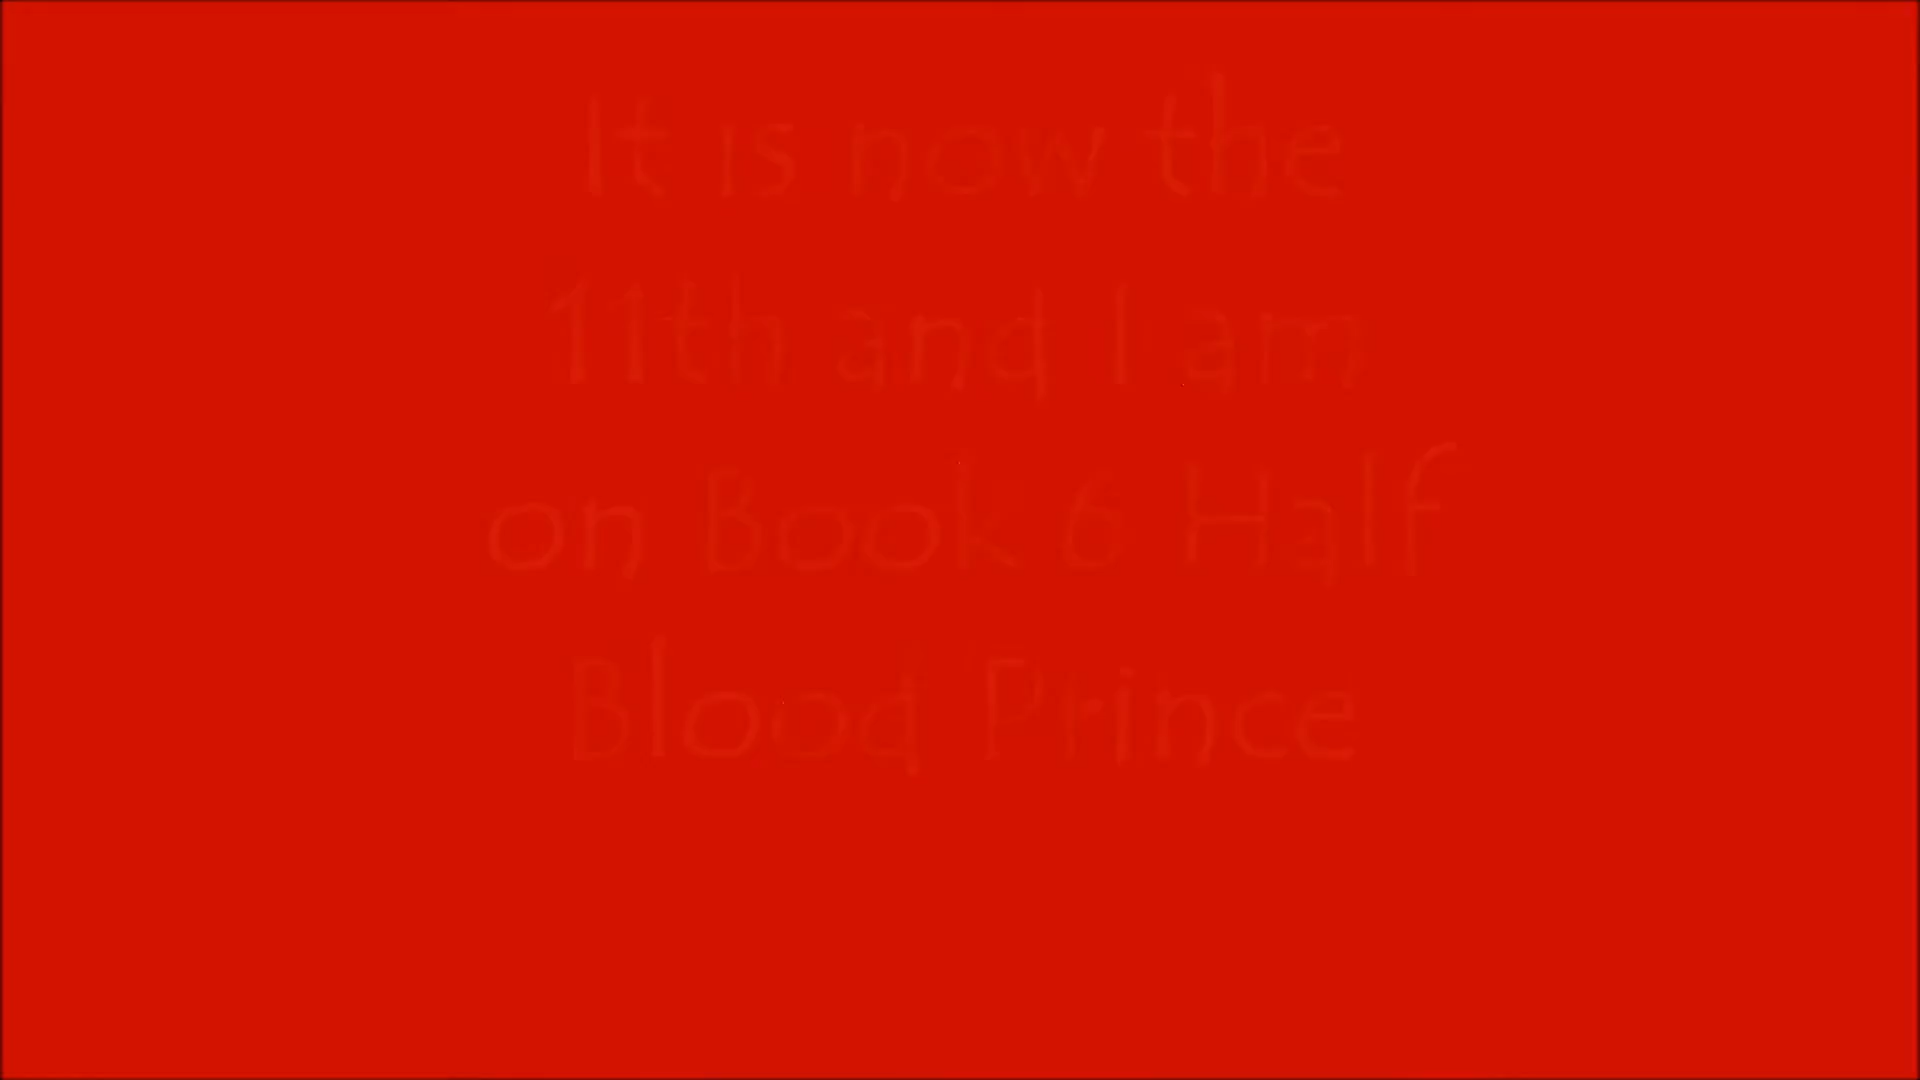 It is now the
11th and I am
on Book 6 Half
Blood Prince